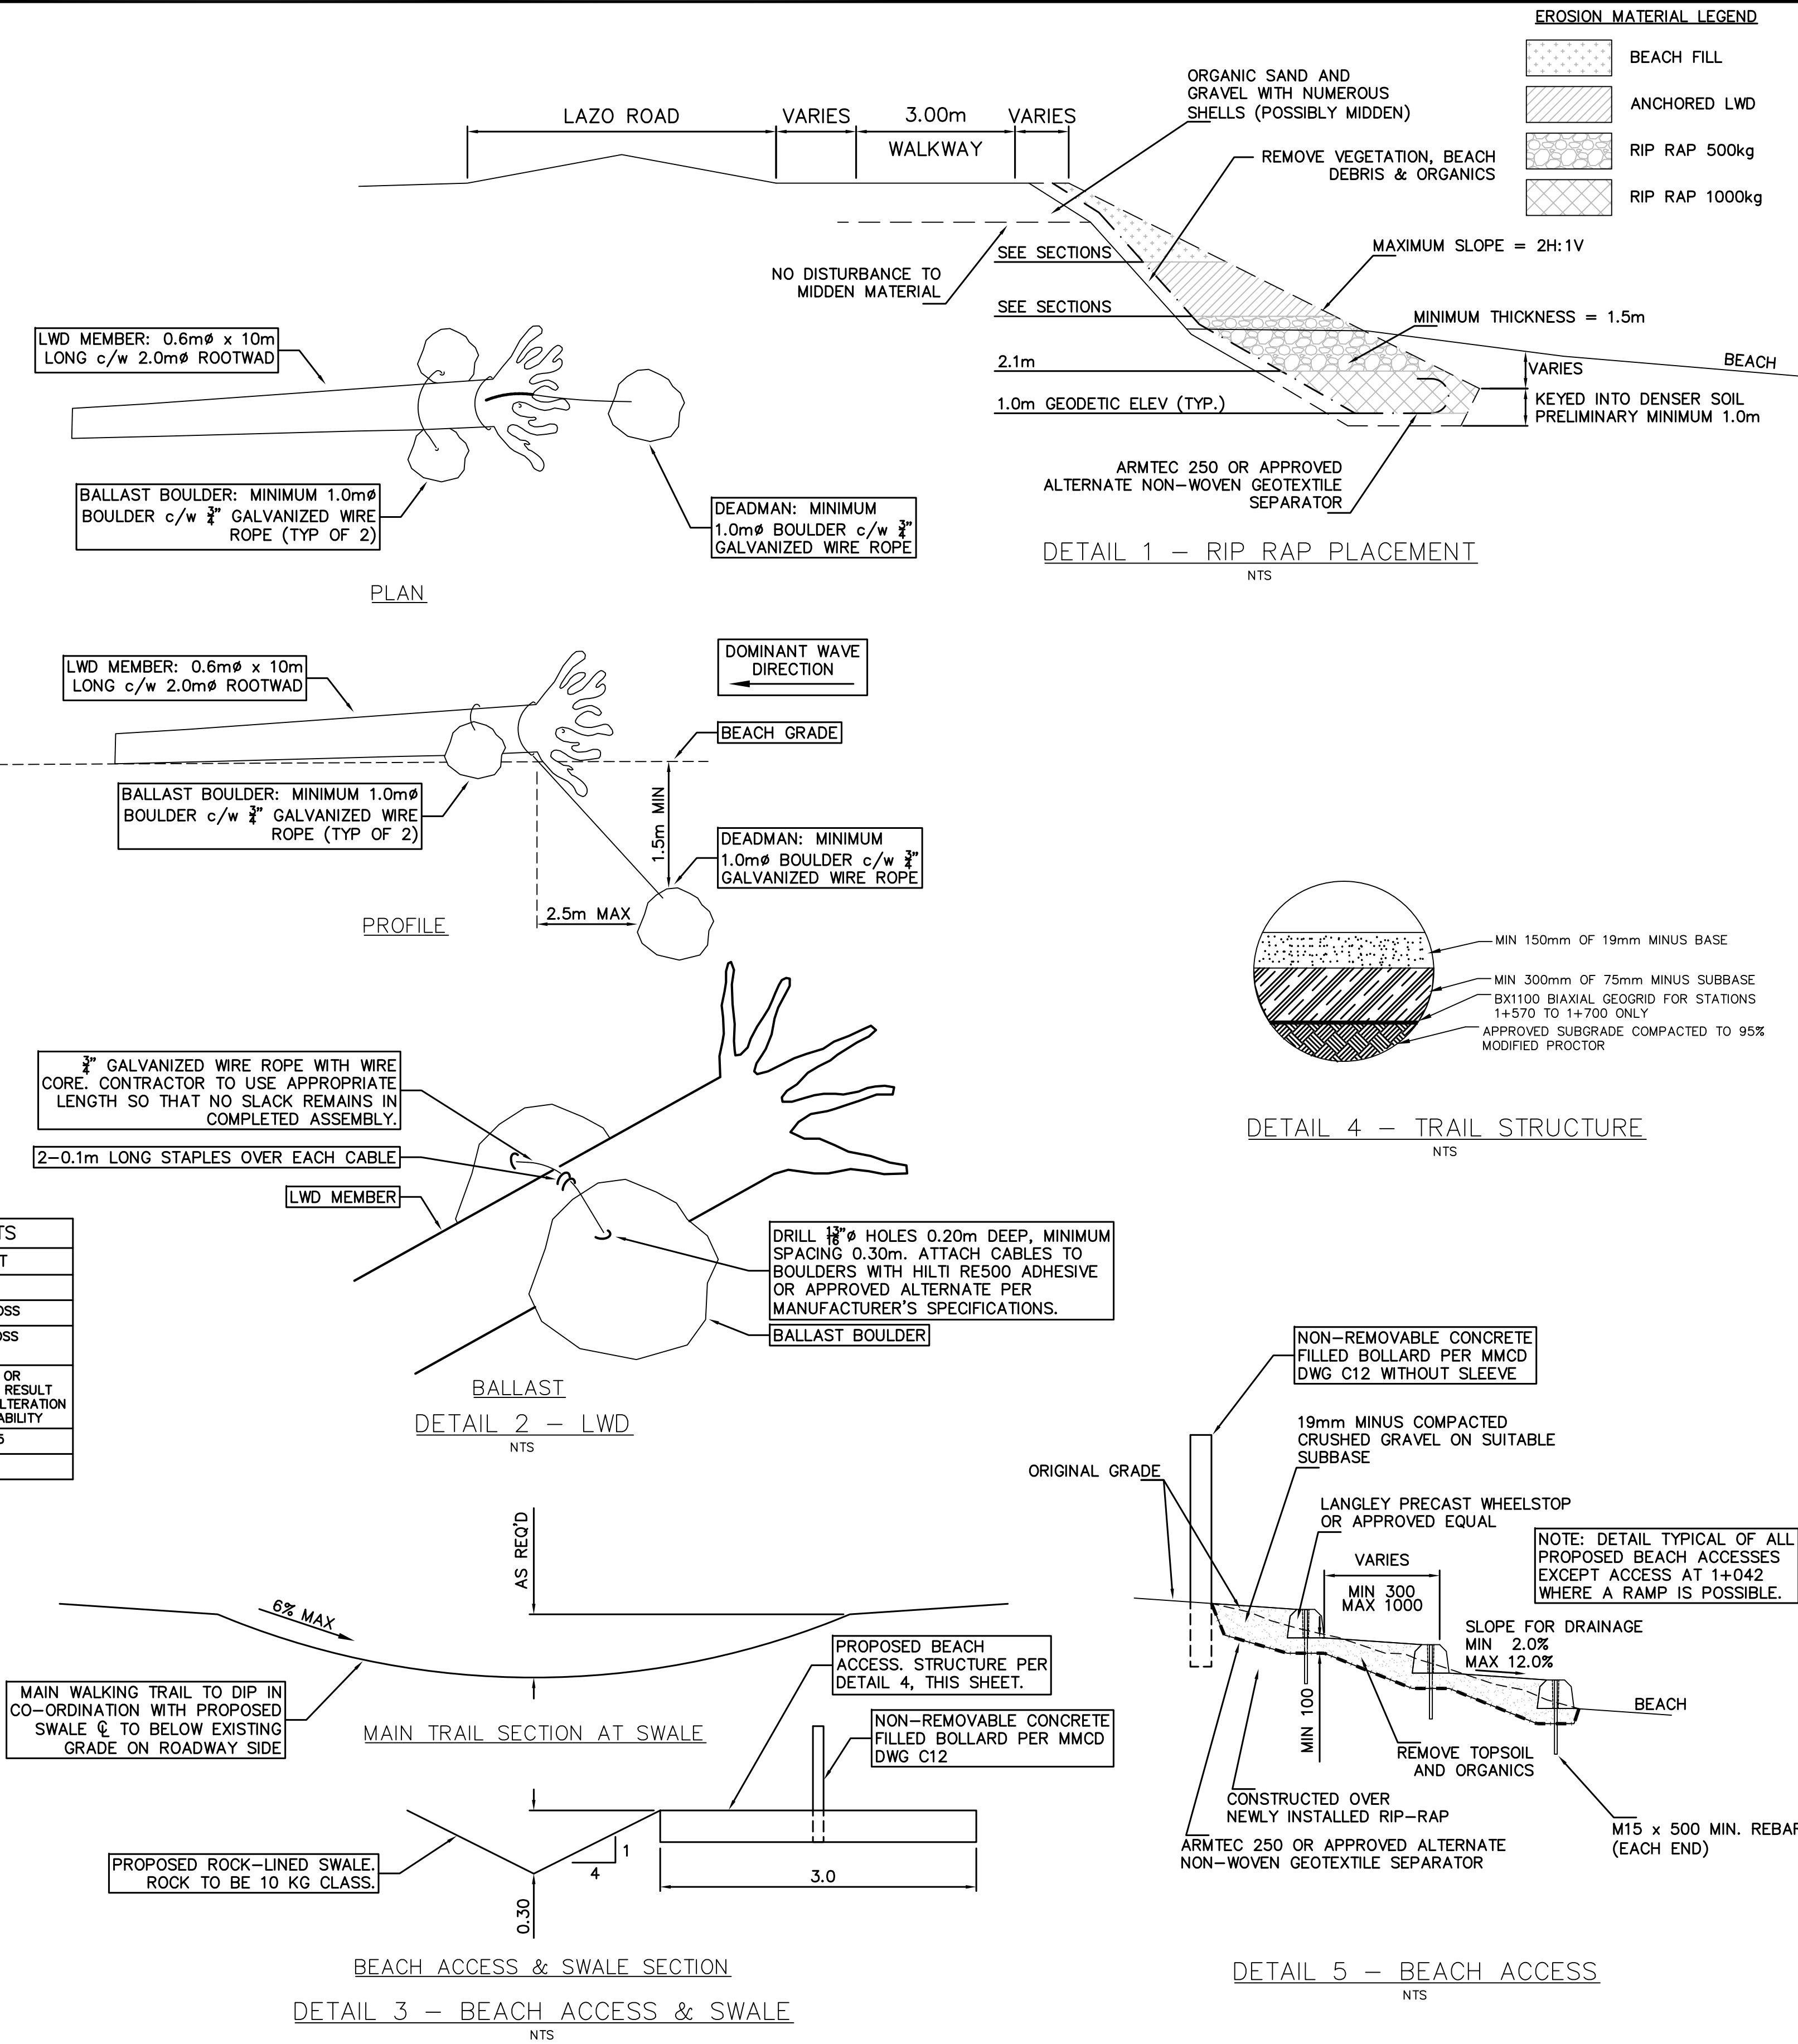 EROSION MATERIAL LEGEND
BEACH FILL
ANCHORED LWD
RIP RAP 500kg
RIP RAP 1000kg
LAZO ROAD
VARIES
3.00m
WALKWAY
VARIES
ORGANIC SAND AND
GRAVEL WITH NUMEROUS
SHELLS (POSSIBLY MIDDEN)
REMOVE VEGETATION, BEACH
DEBRIS & ORGANICS
MAXIMUM SLOPE = 2H:1V
SEE SECTIONS
NO DISTURBANCE TO
MIDDEN MATERIAL
SEE SECTIONS
MINIMUM THICKNESS = 1.5m
2.1m
BEACH
VARIES
1.0m GEODETIC ELEV (TYP.)
KEYED INTO DENSER SOIL
PRELIMINARY MINIMUM 1.0m
ARMTEC 250 OR APPROVED
ALTERNATE NON-WOVEN GEOTEXTILE
SEPARATOR
DETAIL 1 - RIP RAP PLACEMENT
NTS
LWD MEMBER: 0.6mø x 10m
LONG c/w 2.0mø ROOTWAD
BALLAST BOULDER: MINIMUM 1.0mø
BOULDER c/w 3/4" GALVANIZED WIRE
ROPE (TYP OF 2)
DEADMAN: MINIMUM
1.0mø BOULDER c/w 3/4"
GALVANIZED WIRE ROPE
PLAN
LWD MEMBER: 0.6mø x 10m
LONG c/w 2.0mø ROOTWAD
DOMINANT WAVE
DIRECTION
BEACH GRADE
BALLAST BOULDER: MINIMUM 1.0mø
BOULDER c/w 3/4" GALVANIZED WIRE
ROPE (TYP OF 2)
1.5m MIN
DEADMAN: MINIMUM
1.0mø BOULDER c/w 3/4"
GALVANIZED WIRE ROPE
2.5m MAX
PROFILE
3/4" GALVANIZED WIRE ROPE WITH WIRE
CORE. CONTRACTOR TO USE APPROPRIATE
LENGTH SO THAT NO SLACK REMAINS IN
COMPLETED ASSEMBLY.
2-0.1m LONG STAPLES OVER EACH CABLE
LWD MEMBER
DRILL 13/16"ø HOLES 0.20m DEEP, MINIMUM
SPACING 0.30m. ATTACH CABLES TO
BOULDERS WITH HILTI RE500 ADHESIVE
OR APPROVED ALTERNATE PER
MANUFACTURER'S SPECIFICATIONS.
BALLAST BOULDER
BALLAST
DETAIL 2 - LWD
NTS
MIN 150mm OF 19mm MINUS BASE
MIN 300mm OF 75mm MINUS SUBBASE
BX1100 BIAXIAL GEOGRID FOR STATIONS
1+570 TO 1+700 ONLY
APPROVED SUBGRADE COMPACTED TO 95%
MODIFIED PROCTOR
DETAIL 4 - TRAIL STRUCTURE
NTS
TS
T
OSS
OSS
OR
RESULT
LTERATION
ABILITY
AS REQ'D
6% MAX
MAIN WALKING TRAIL TO DIP IN
CO-ORDINATION WITH PROPOSED
SWALE ℄ TO BELOW EXISTING
GRADE ON ROADWAY SIDE
MAIN TRAIL SECTION AT SWALE
PROPOSED BEACH
ACCESS. STRUCTURE PER
DETAIL 4, THIS SHEET.
NON-REMOVABLE CONCRETE
FILLED BOLLARD PER MMCD
DWG C12
PROPOSED ROCK-LINED SWALE.
ROCK TO BE 10 KG CLASS.
1
4
3.0
0.30
BEACH ACCESS & SWALE SECTION
DETAIL 3 - BEACH ACCESS & SWALE
NTS
NON-REMOVABLE CONCRETE
FILLED BOLLARD PER MMCD
DWG C12 WITHOUT SLEEVE
19mm MINUS COMPACTED
CRUSHED GRAVEL ON SUITABLE
SUBBASE
ORIGINAL GRADE
LANGLEY PRECAST WHEELSTOP
OR APPROVED EQUAL
VARIES
MIN 300
MAX 1000
NOTE: DETAIL TYPICAL OF ALL
PROPOSED BEACH ACCESSES
EXCEPT ACCESS AT 1+042
WHERE A RAMP IS POSSIBLE.
SLOPE FOR DRAINAGE
MIN 2.0%
MAX 12.0%
BEACH
MIN 100
REMOVE TOPSOIL
AND ORGANICS
CONSTRUCTED OVER
NEWLY INSTALLED RIP-RAP
ARMTEC 250 OR APPROVED ALTERNATE
NON-WOVEN GEOTEXTILE SEPARATOR
M15 x 500 MIN. REBAR
(EACH END)
DETAIL 5 - BEACH ACCESS
NTS